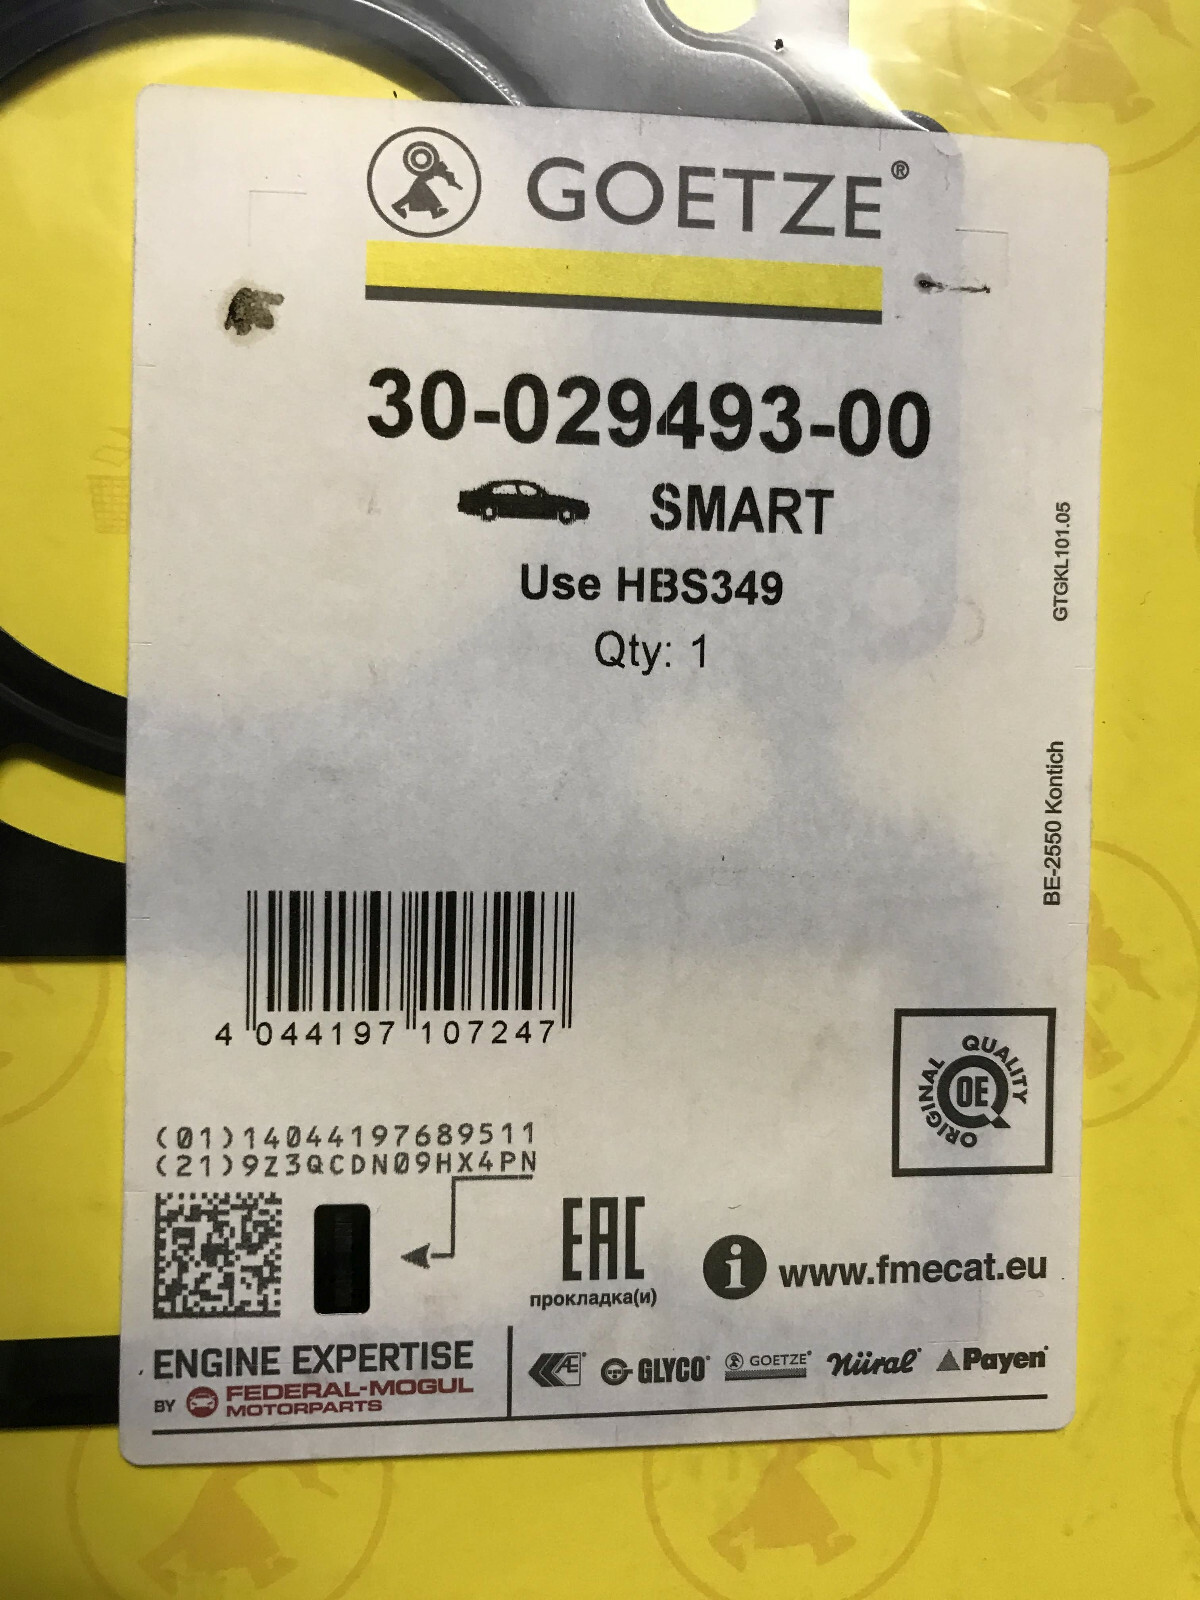 GOETZE®
30-029493-00
SMART
Use HBS349
Qty: 1
GTGKL101.05
BE-2550 Kontich
4 044197 107247
QUALITY
ORIGINAL
OE
(01)14044197689511
(21)9Z3QCDN09HX4PN
EAC
прокладка(и)
i www.fmecat.eu
ENGINE EXPERTISE
BY FEDERAL-MOGUL
MOTORPARTS
AE® GLYCO® GOETZE® Nüral® Payen®